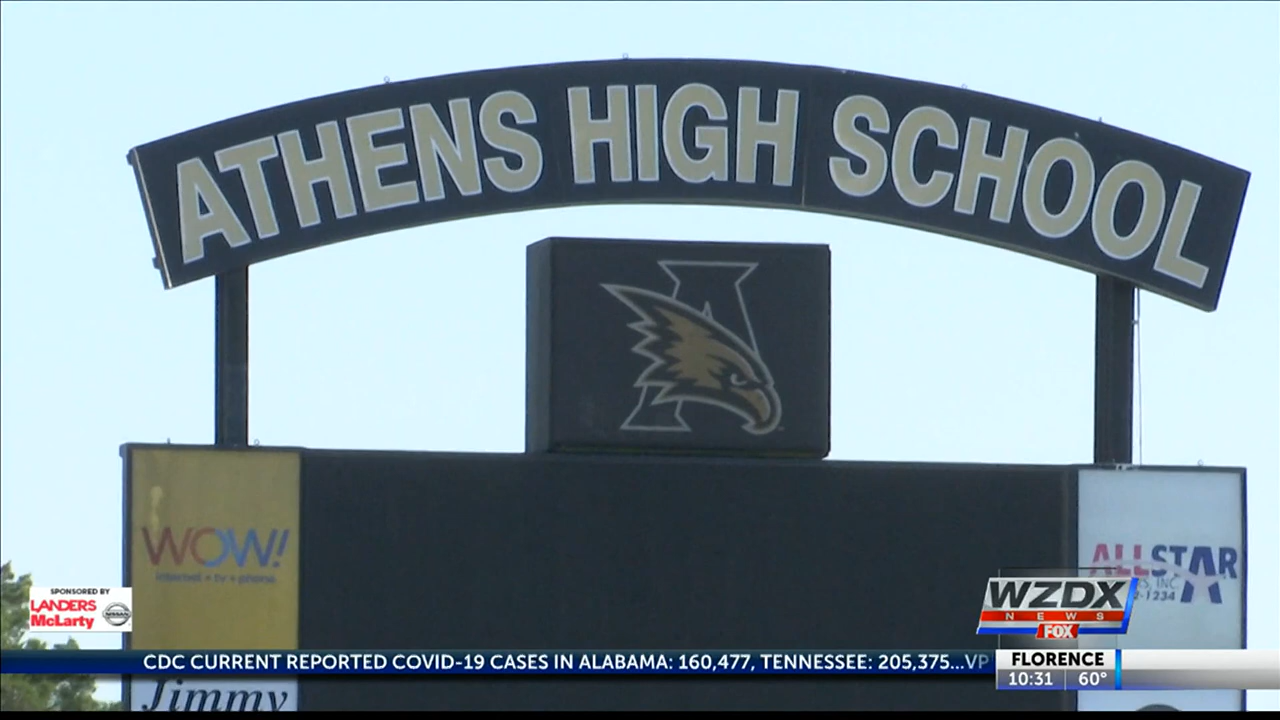 ATHENS HIGH SCHOOL
A
WOW!
internet + tv + phone
ALLSTAR
INC
-1234
SPONSORED BY
LANDERS
McLarty
NISSAN
WZDX
NEWS
FOX
CDC CURRENT REPORTED COVID-19 CASES IN ALABAMA: 160,477, TENNESSEE: 205,375...VP
FLORENCE
10:31 60°
Jimmy